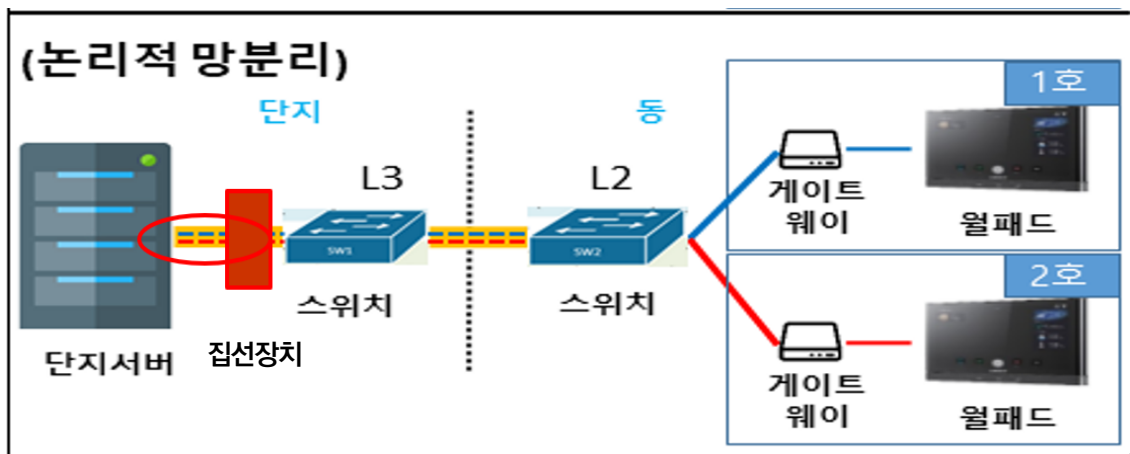 (논리적 망분리)
단지
동
1호
L3
L2
게이트
웨이
월패드
SW1
SW2
2호
스위치
스위치
단지서버
집선장치
게이트
웨이
월패드